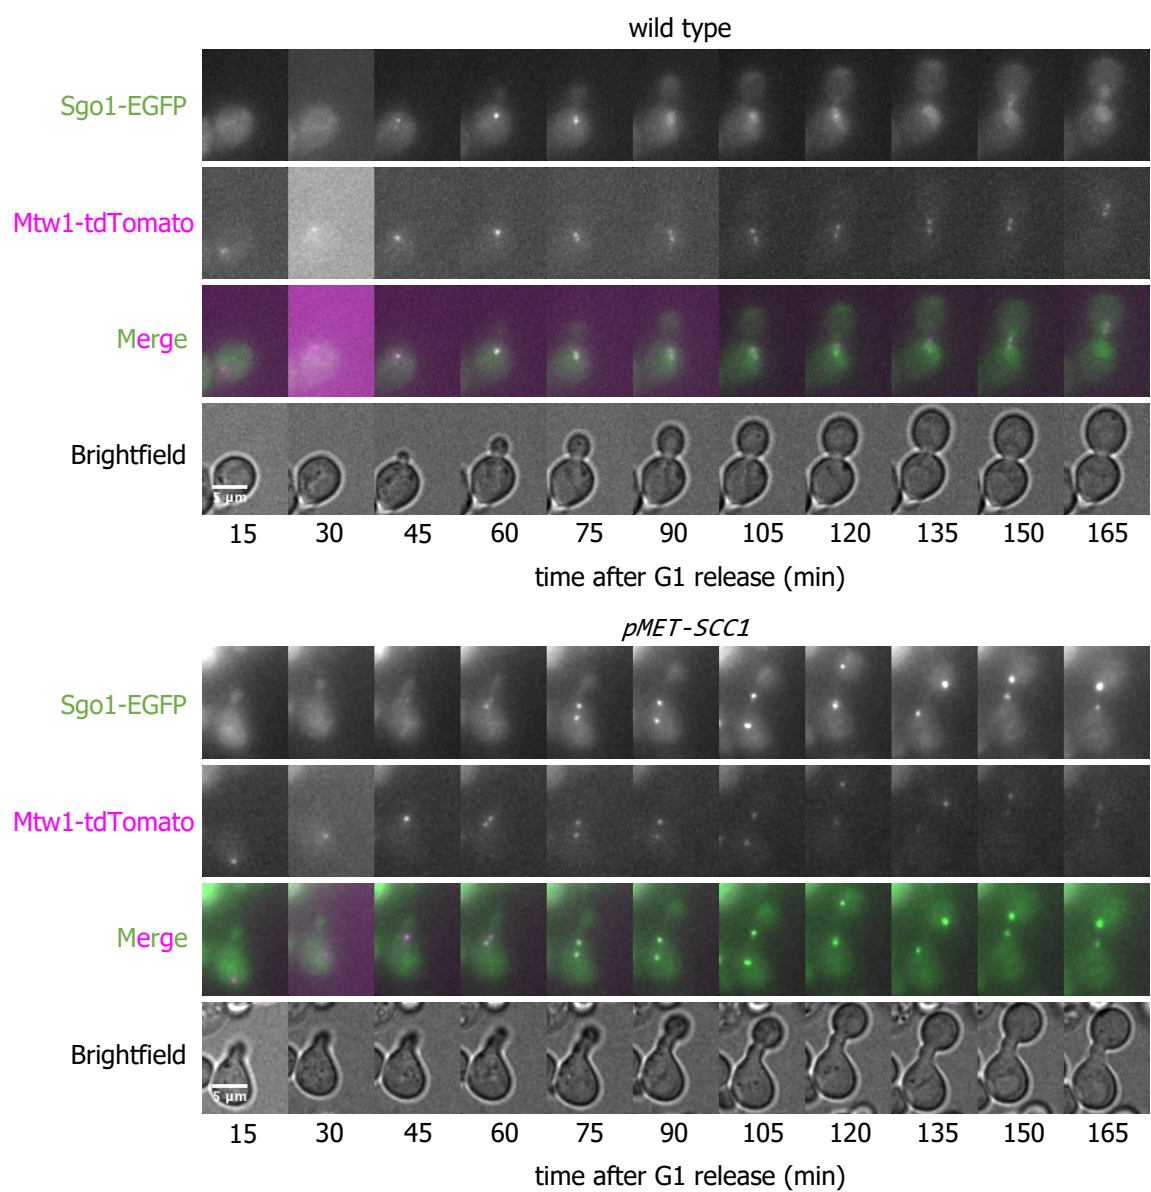 wild type
Sgo1-EGFP
Mtw1-tdTomato
Merge
Brightfield
5 μm
15 30 45 60 75 90 105 120 135 150 165
time after G1 release (min)
pMET-SCC1
Sgo1-EGFP
Mtw1-tdTomato
Merge
Brightfield
5 μm
15 30 45 60 75 90 105 120 135 150 165
time after G1 release (min)